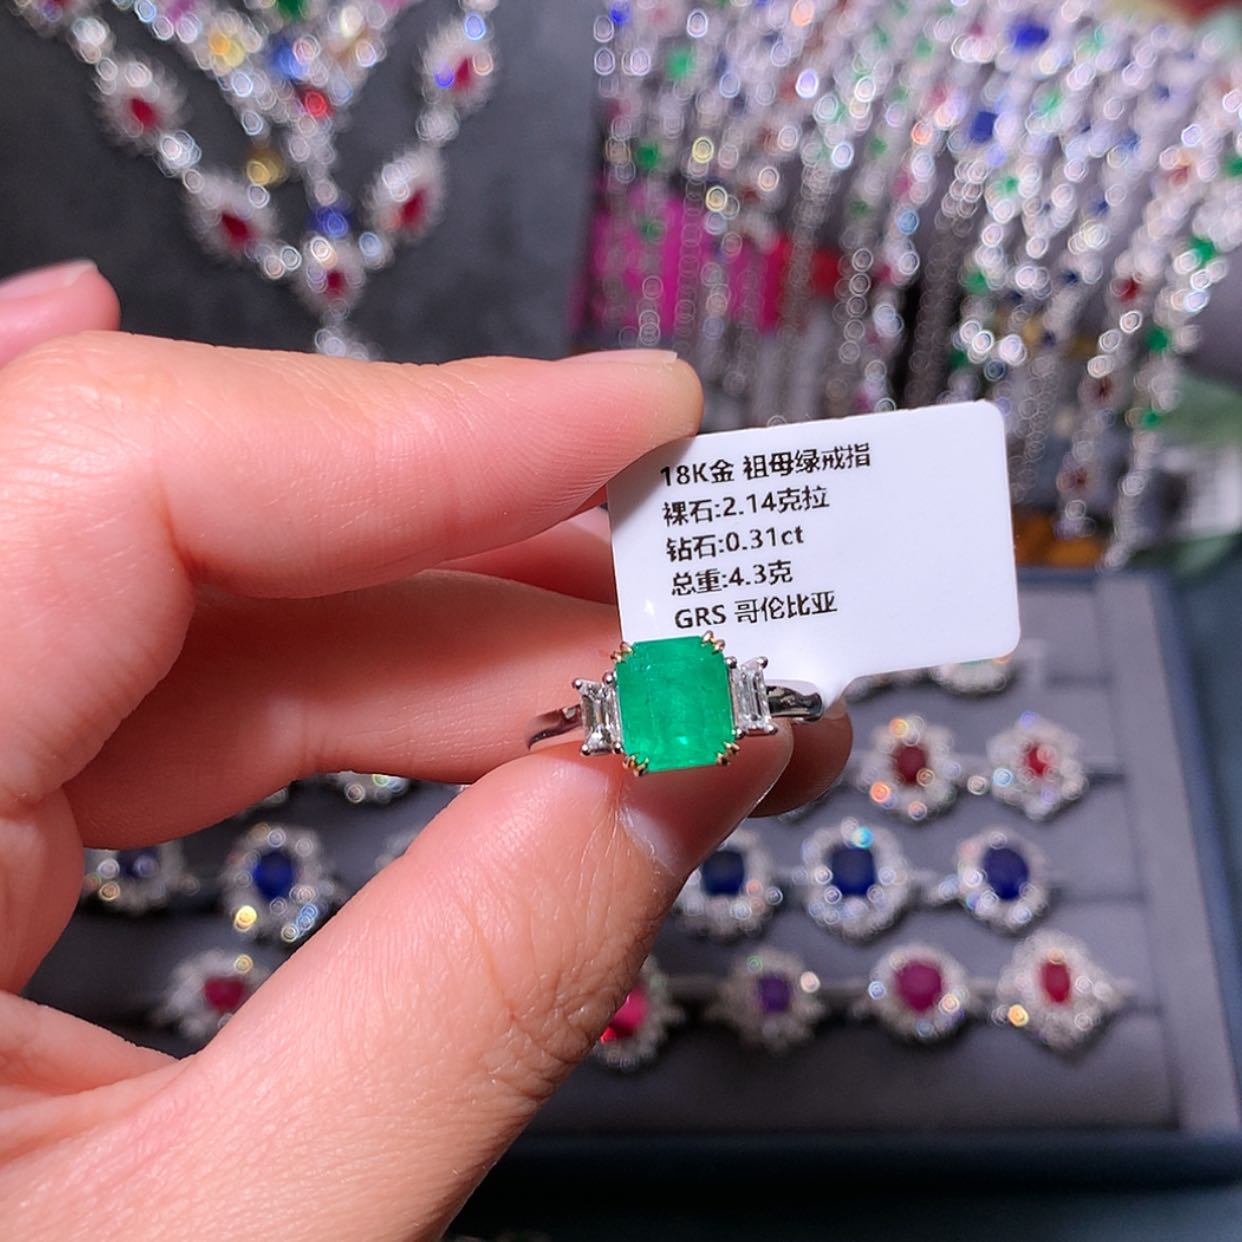 18K金 祖母绿戒指
裸石:2.14克拉
钻石:0.31ct
总重:4.3克
GRS 哥伦比亚